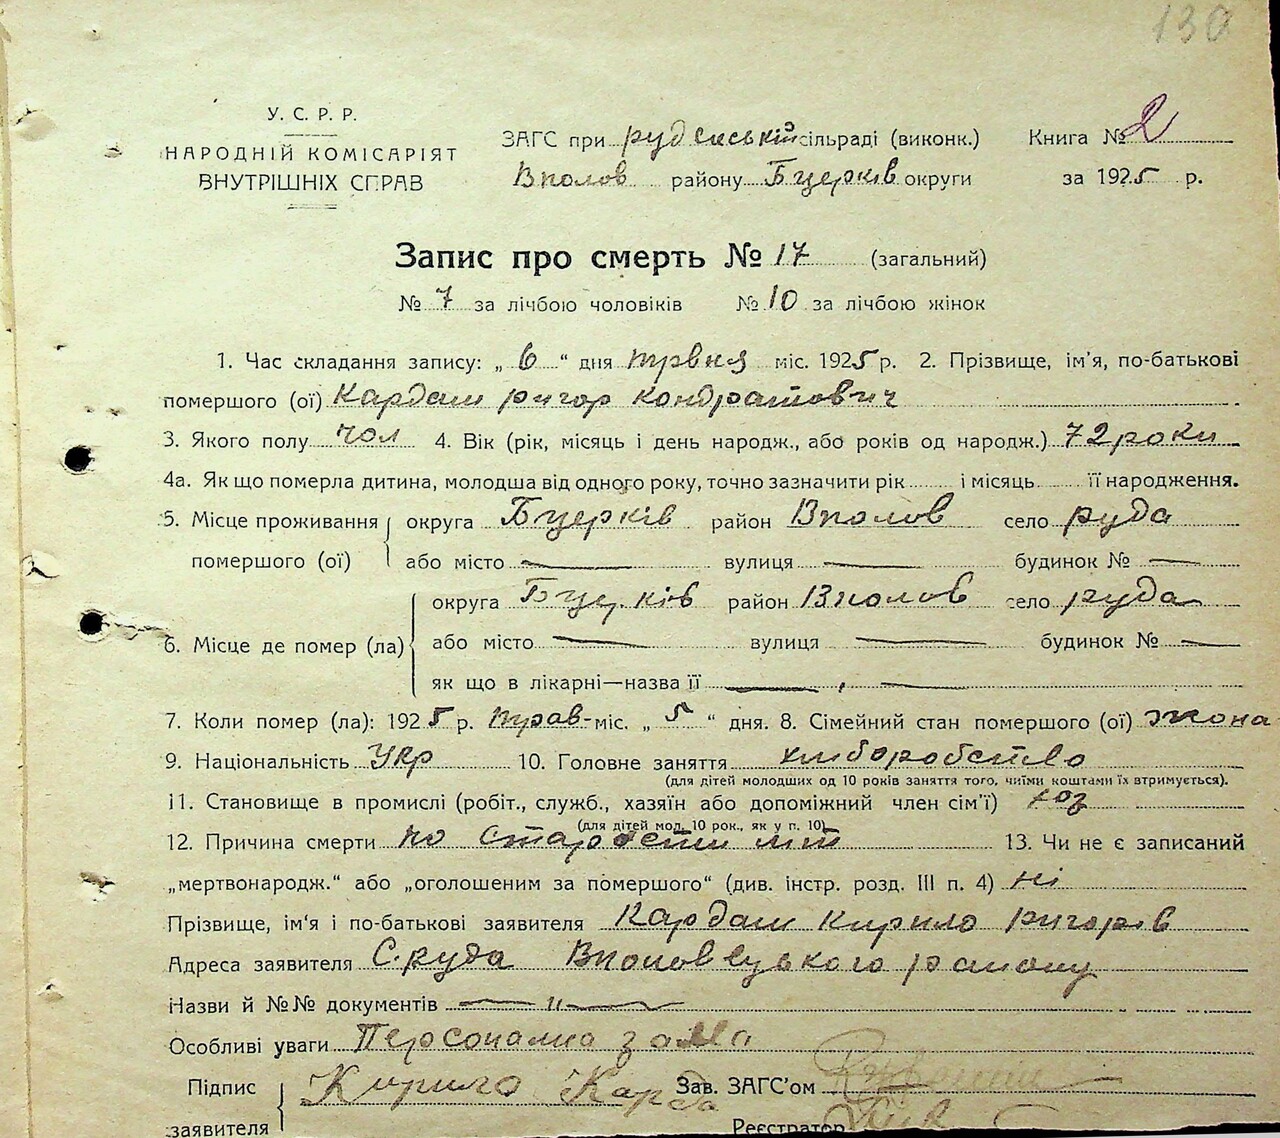 130
У. С. Р. Р.
НАРОДНІЙ КОМІСАРІЯТ
ВНУТРІШНІХ СПРАВ
ЗАГС при рудсиській сільраді (виконк.) Книга № 2
Вполов району Бцерків округи за 1925 р.
Запис про смерть № 17 (загальний)
№ 7 за лічбою чоловіків № 10 за лічбою жінок
1. Час складання запису: „ 6 “ дня трвня міс. 1925 р. 2. Прізвище, ім’я, по-батькові
помершого (ої) Кардаш ригор кондратович
3. Якого полу чол 4. Вік (рік, місяць і день народж., або років од народж.) 72 роки
4а. Як що померла дитина, молодша від одного року, точно зазначити рік і місяць її народження.
5. Місце проживання округа Бцерків район Вполов село руда
помершого (ої) або місто — вулиця — будинок № —
округа Бцерків район Вполов село руда
6. Місце де помер (ла) або місто — вулиця — будинок № —
як що в лікарні—назва її — , —
7. Коли помер (ла): 1925 р. трав- міс. „ 5 “ дня. 8. Сімейний стан помершого (ої) жона
9. Національність Укр 10. Головне заняття хлиборобство
(для дітей молодших од 10 років заняття того, чиїми коштами їх втримується).
11. Становище в промислі (робіт., служб., хазяїн або допоміжний член сім’ї) хоз
(для дітей мол. 10 рок., як у п. 10)
12. Причина смерти по старости літ 13. Чи не є записаний
„мертвонародж.“ або „оголошеним за помершого“ (див. інстр. розд. III п. 4) ні
Прізвище, ім‘я і по-батькові заявителя Кардаш Кирило ригорів
Адреса заявителя С. руда Вполовецького району
Назви й №№ документів — „ —
Особливі уваги Персонална
Підпис Кирило Карда Зав. ЗАГС’ом
заявителя Реєстратор